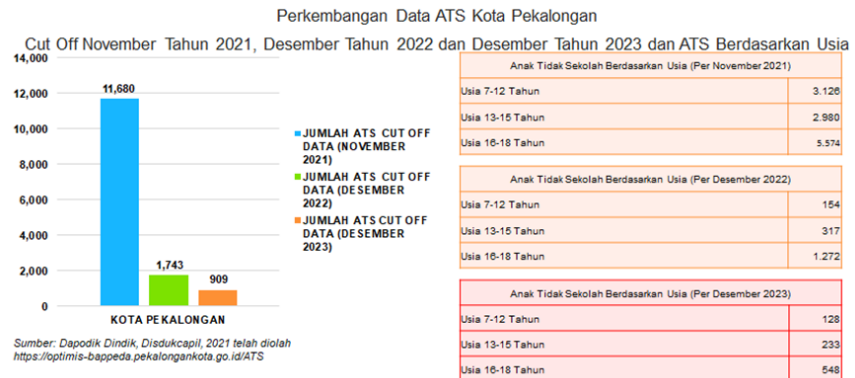 Perkembangan Data ATS Kota Pekalongan
Cut Off November Tahun 2021, Desember Tahun 2022 dan Desember Tahun 2023 dan ATS Berdasarkan Usia
14,000
12,000
10,000
8,000
6,000
4,000
2,000
0
11,680
1,743
909
KOTA PEKALONGAN
JUMLAH ATS CUT OFF
DATA (NOVEMBER
2021)
JUMLAH ATS CUT OFF
DATA (DESEMBER
2022)
JUMLAH ATS CUT OFF
DATA (DESEMBER
2023)
Sumber: Dapodik Dindik, Disdukcapil, 2021 telah diolah
https://optimis-bappeda.pekalongankota.go.id/ATS
Anak Tidak Sekolah Berdasarkan Usia (Per November 2021)
Usia 7-12 Tahun 3.126
Usia 13-15 Tahun 2.980
Usia 16-18 Tahun 5.574
Anak Tidak Sekolah Berdasarkan Usia (Per Desember 2022)
Usia 7-12 Tahun 154
Usia 13-15 Tahun 317
Usia 16-18 Tahun 1.272
Anak Tidak Sekolah Berdasarkan Usia (Per Desember 2023)
Usia 7-12 Tahun 128
Usia 13-15 Tahun 233
Usia 16-18 Tahun 548